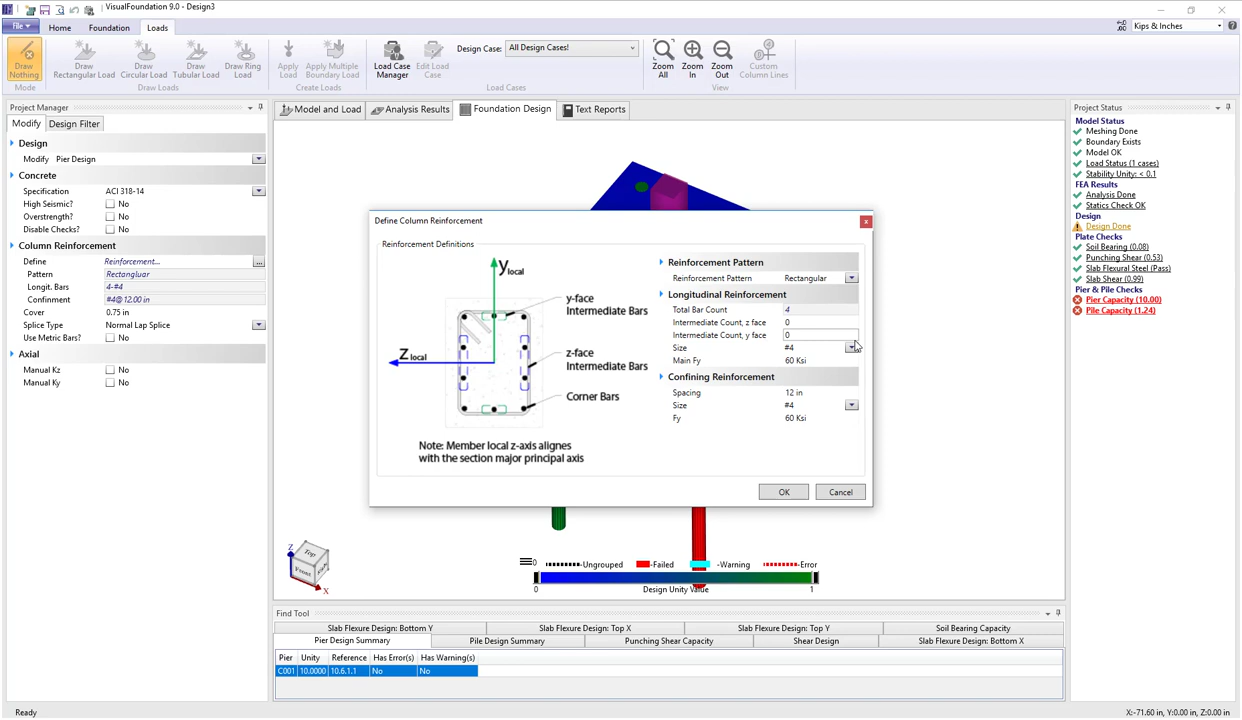 VisualFoundation 9.0 - Design3
File
Home
Foundation
Loads
Kips & Inches
Draw Nothing
Draw Rectangular Load
Draw Circular Load
Draw Tubular Load
Draw Ring Load
Apply Load
Apply Multiple Boundary Load
Load Case Manager
Edit Load Case
Design Case:
All Design Cases!
Zoom All
Zoom In
Zoom Out
Custom Column Lines
Mode
Draw Loads
Create Loads
Load Cases
View
Project Manager
Modify
Design Filter
Design
Modify Pier Design
Concrete
Specification ACI 318-14
High Seismic? No
Overstrength? No
Disable Checks? No
Column Reinforcement
Define Reinforcement... ...
Pattern Rectangluar
Longit. Bars 4-#4
Confinment #4@12.00 in
Cover 0.75 in
Splice Type Normal Lap Splice
Use Metric Bars? No
Axial
Manual Kz No
Manual Ky No
Model and Load
Analysis Results
Foundation Design
Text Reports
Define Column Reinforcement
Reinforcement Definitions
y local
z local
y-face
Intermediate Bars
z-face
Intermediate Bars
Corner Bars
Note: Member local z-axis alignes
with the section major principal axis
Reinforcement Pattern
Reinforcement Pattern Rectangular
Longitudinal Reinforcement
Total Bar Count 4
Intermediate Count, z face 0
Intermediate Count, y face 0
Size #4
Main Fy 60 Ksi
Confining Reinforcement
Spacing 12 in
Size #4
Fy 60 Ksi
OK
Cancel
Top
Front
Z
X
0
-Ungrouped
-Failed
-Warning
-Error
0
Design Unity Value
1
Find Tool
Slab Flexure Design: Bottom Y
Slab Flexure Design: Top X
Slab Flexure Design: Top Y
Soil Bearing Capacity
Pier Design Summary
Pile Design Summary
Punching Shear Capacity
Shear Design
Slab Flexure Design: Bottom X
Pier Unity Reference Has Error(s) Has Warning(s)
C001 10.0000 10.6.1.1 No No
Project Status
Model Status
Meshing Done
Boundary Exists
Model OK
Load Status (1 cases)
Stability Unity: < 0.1
FEA Results
Analysis Done
Statics Check OK
Design
Design Done
Plate Checks
Soil Bearing (0.08)
Punching Shear (0.53)
Slab Flexural Steel (Pass)
Slab Shear (0.99)
Pier & Pile Checks
Pier Capacity (10.00)
Pile Capacity (1.24)
Ready
X:-71.60 in, Y:0.00 in, Z:0.00 in